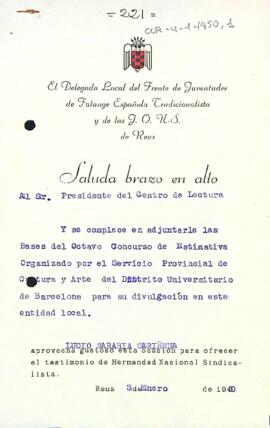 = 221 =
COR-4-1-1950,1
El Delegado Local del Frente de Juventudes
de Falange Española Tradicionalista
y de las J. O. N. S.
de Reus
Saluda brazo en alto
Al Sr. Presidente del Centro de Lectura
Y se complace en adjuntarle las
Bases del Octavo Concurso de Estimativa
Organizado por el Servicio Provincial de
Cultura y Arte del Distrito Universitario
de Barcelona para su divulgación en esta
entidad local.
LUCIO SARABIA
aprovecha gustoso esta ocasión para ofrecer
el testimonio de Hermandad Nacional Sindica-
lista.
Reus Enero de 19